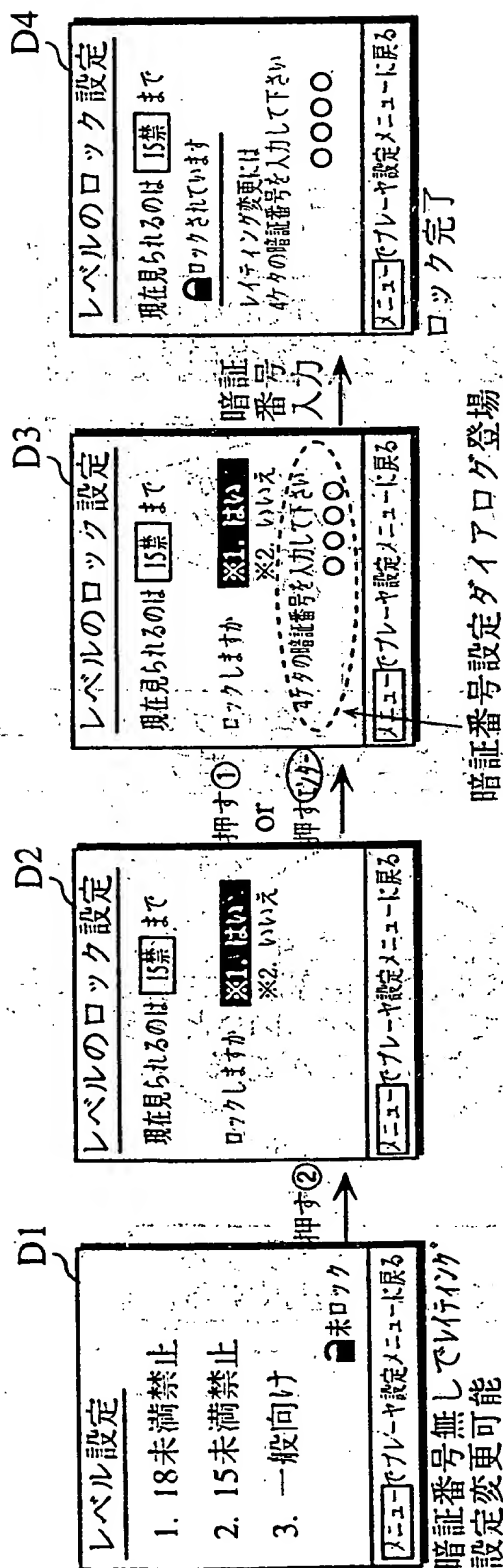 D1
レベル設定
1. 18未満禁止
2. 15未満禁止
3. 一般向け
未ロック
メニューでプレーヤ設定メニューに戻る
暗証番号無しでレイティング
設定変更可能
押す②
D2
レベルのロック設定
現在見られるのは 15禁 まで
ロックしますか ※1. はい
※2. いいえ
メニューでプレーヤ設定メニューに戻る
押す①
or
押すエンター
D3
レベルのロック設定
現在見られるのは 15禁 まで
ロックしますか ※1. はい
※2. いいえ
4ケタの暗証番号を入力して下さい
○○○○
メニューでプレーヤ設定メニューに戻る
暗証番号設定ダイアログ登場
暗証
番号
入力
D4
レベルのロック設定
現在見られるのは 15禁 まで
ロックされています
レイティング変更には
4ケタの暗証番号を入力して下さい
○○○○
メニューでプレーヤ設定メニューに戻る
ロック完了